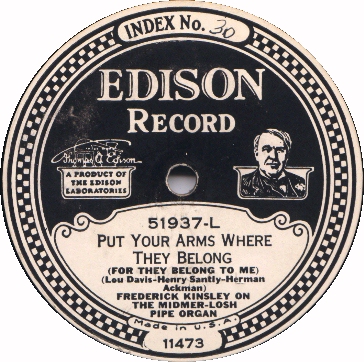 INDEX No. 30
EDISON
RECORD
Thomas A Edison
A PRODUCT OF
THE EDISON
LABORATORIES
51937-L
PUT YOUR ARMS WHERE
THEY BELONG
(FOR THEY BELONG TO ME)
(Lou Davis-Henry Santly-Herman
Ackman)
FREDERICK KINSLEY ON
THE MIDMER-LOSH
PIPE ORGAN
Made in U.S.A.
11473